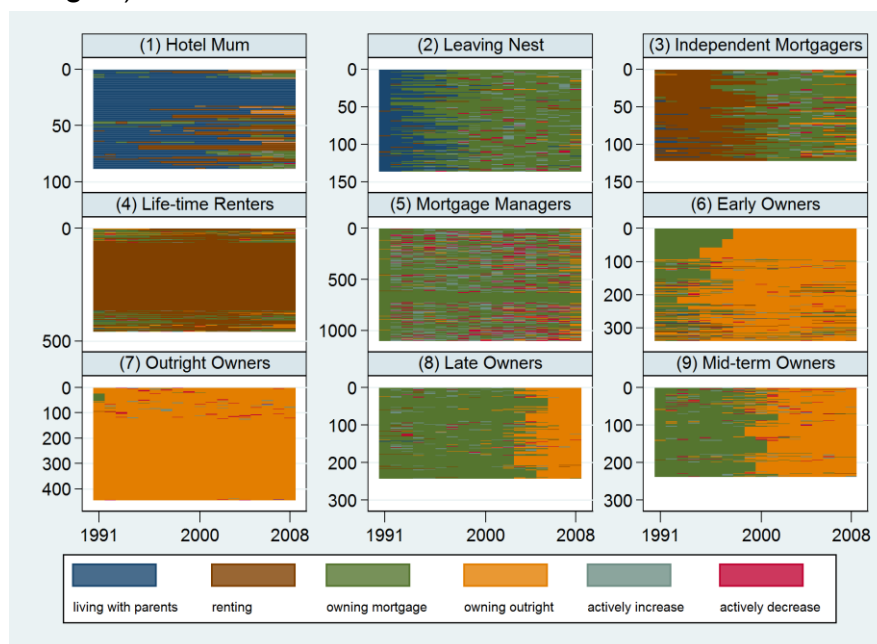 (1) Hotel Mum
(2) Leaving Nest
(3) Independent Mortgagers
0
50
100
0
50
100
150
0
50
100
150
(4) Life-time Renters
(5) Mortgage Managers
(6) Early Owners
0
500
0
500
1000
0
100
200
300
(7) Outright Owners
(8) Late Owners
(9) Mid-term Owners
0
100
200
300
400
0
100
200
300
0
100
200
300
1991 2000 2008
1991 2000 2008
1991 2000 2008
living with parents
renting
owning mortgage
owning outright
actively increase
actively decrease